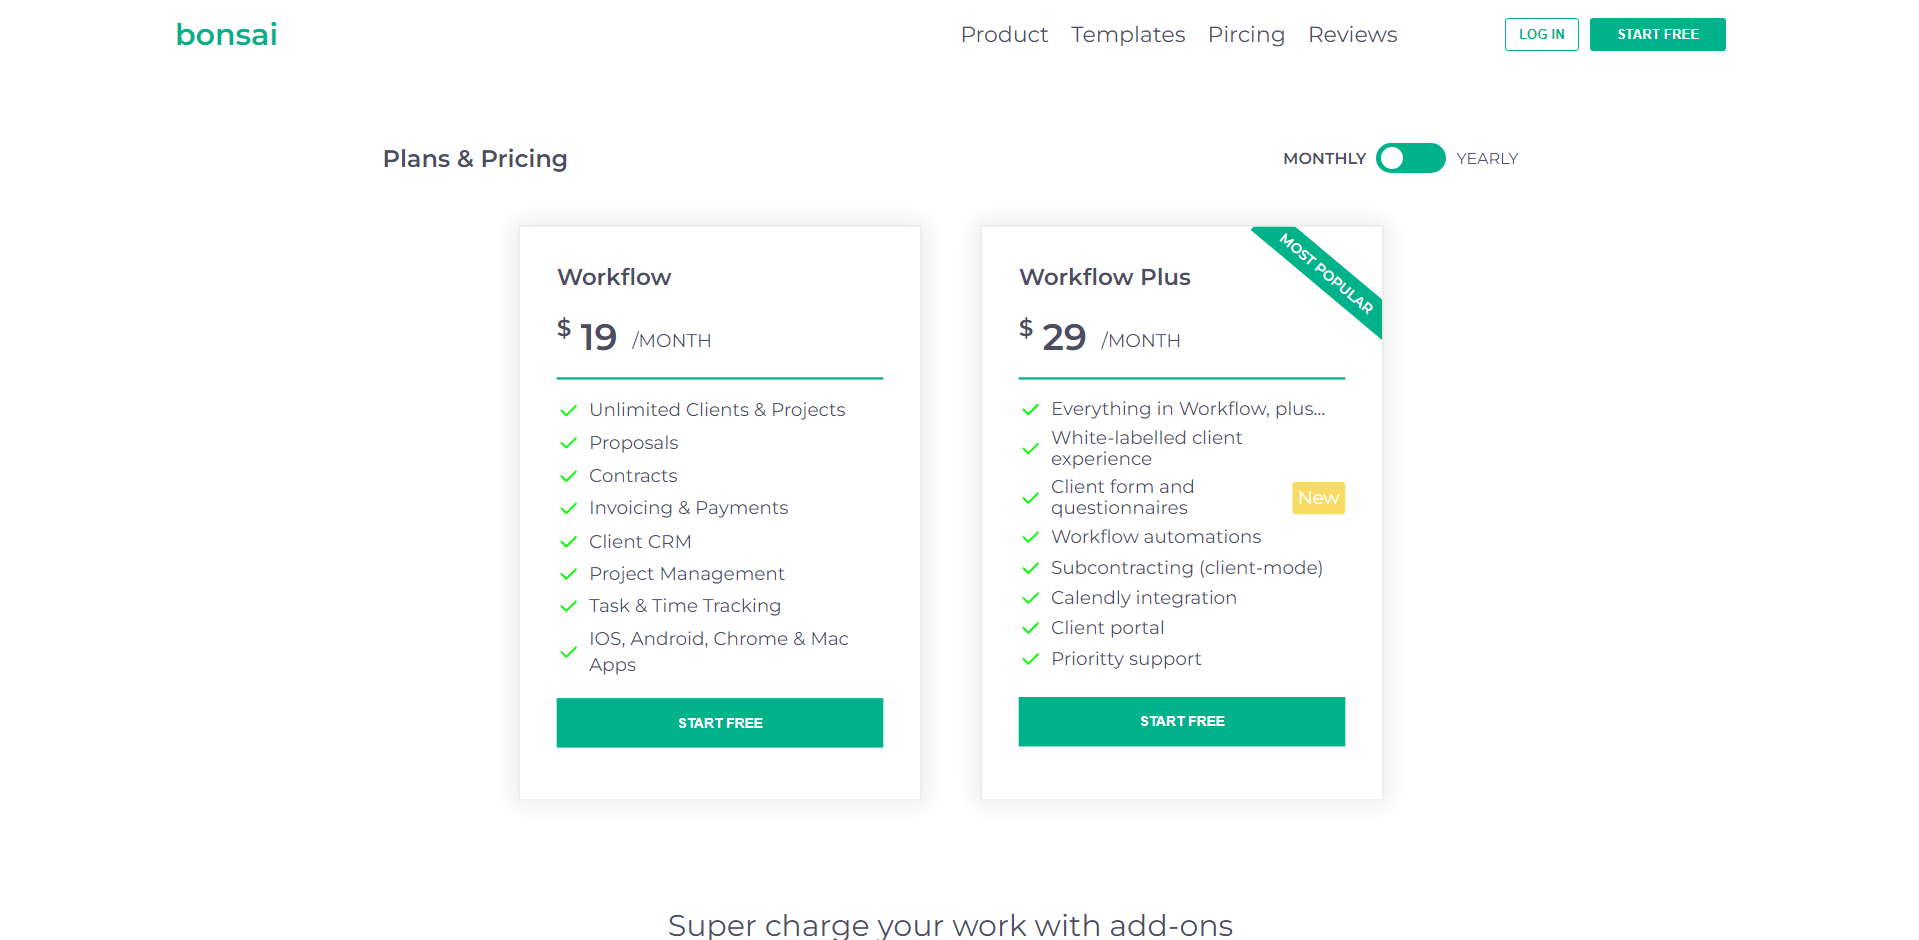 bonsai
Product Templates Pircing Reviews
LOG IN
START FREE
Plans & Pricing
MONTHLY
YEARLY
Workflow
$ 19 /MONTH
Unlimited Clients & Projects
Proposals
Contracts
Invoicing & Payments
Client CRM
Project Management
Task & Time Tracking
IOS, Android, Chrome & Mac
Apps
START FREE
MOST POPULAR
Workflow Plus
$ 29 /MONTH
Everything in Workflow, plus...
White-labelled client
experience
Client form and
questionnaires
New
Workflow automations
Subcontracting (client-mode)
Calendly integration
Client portal
Prioritty support
START FREE
Super charge your work with add-ons